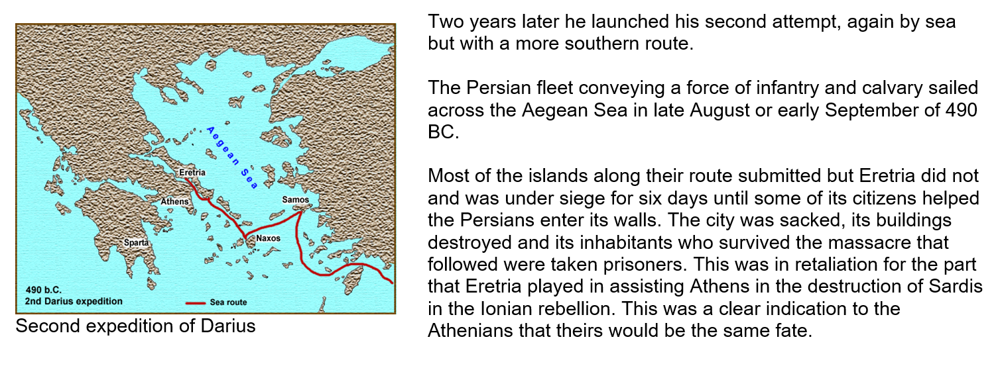 Two years later he launched his second attempt, again by sea
but with a more southern route.
The Persian fleet conveying a force of infantry and calvary sailed
across the Aegean Sea in late August or early September of 490
BC.
Most of the islands along their route submitted but Eretria did not
and was under siege for six days until some of its citizens helped
the Persians enter its walls. The city was sacked, its buildings
destroyed and its inhabitants who survived the massacre that
followed were taken prisoners. This was in retaliation for the part
that Eretria played in assisting Athens in the destruction of Sardis
in the Ionian rebellion. This was a clear indication to the
Athenians that theirs would be the same fate.
Aegean Sea
Eretria
Athens
Samos
Naxos
Sparta
490 b.C.
2nd Darius expedition
Sea route
Second expedition of Darius